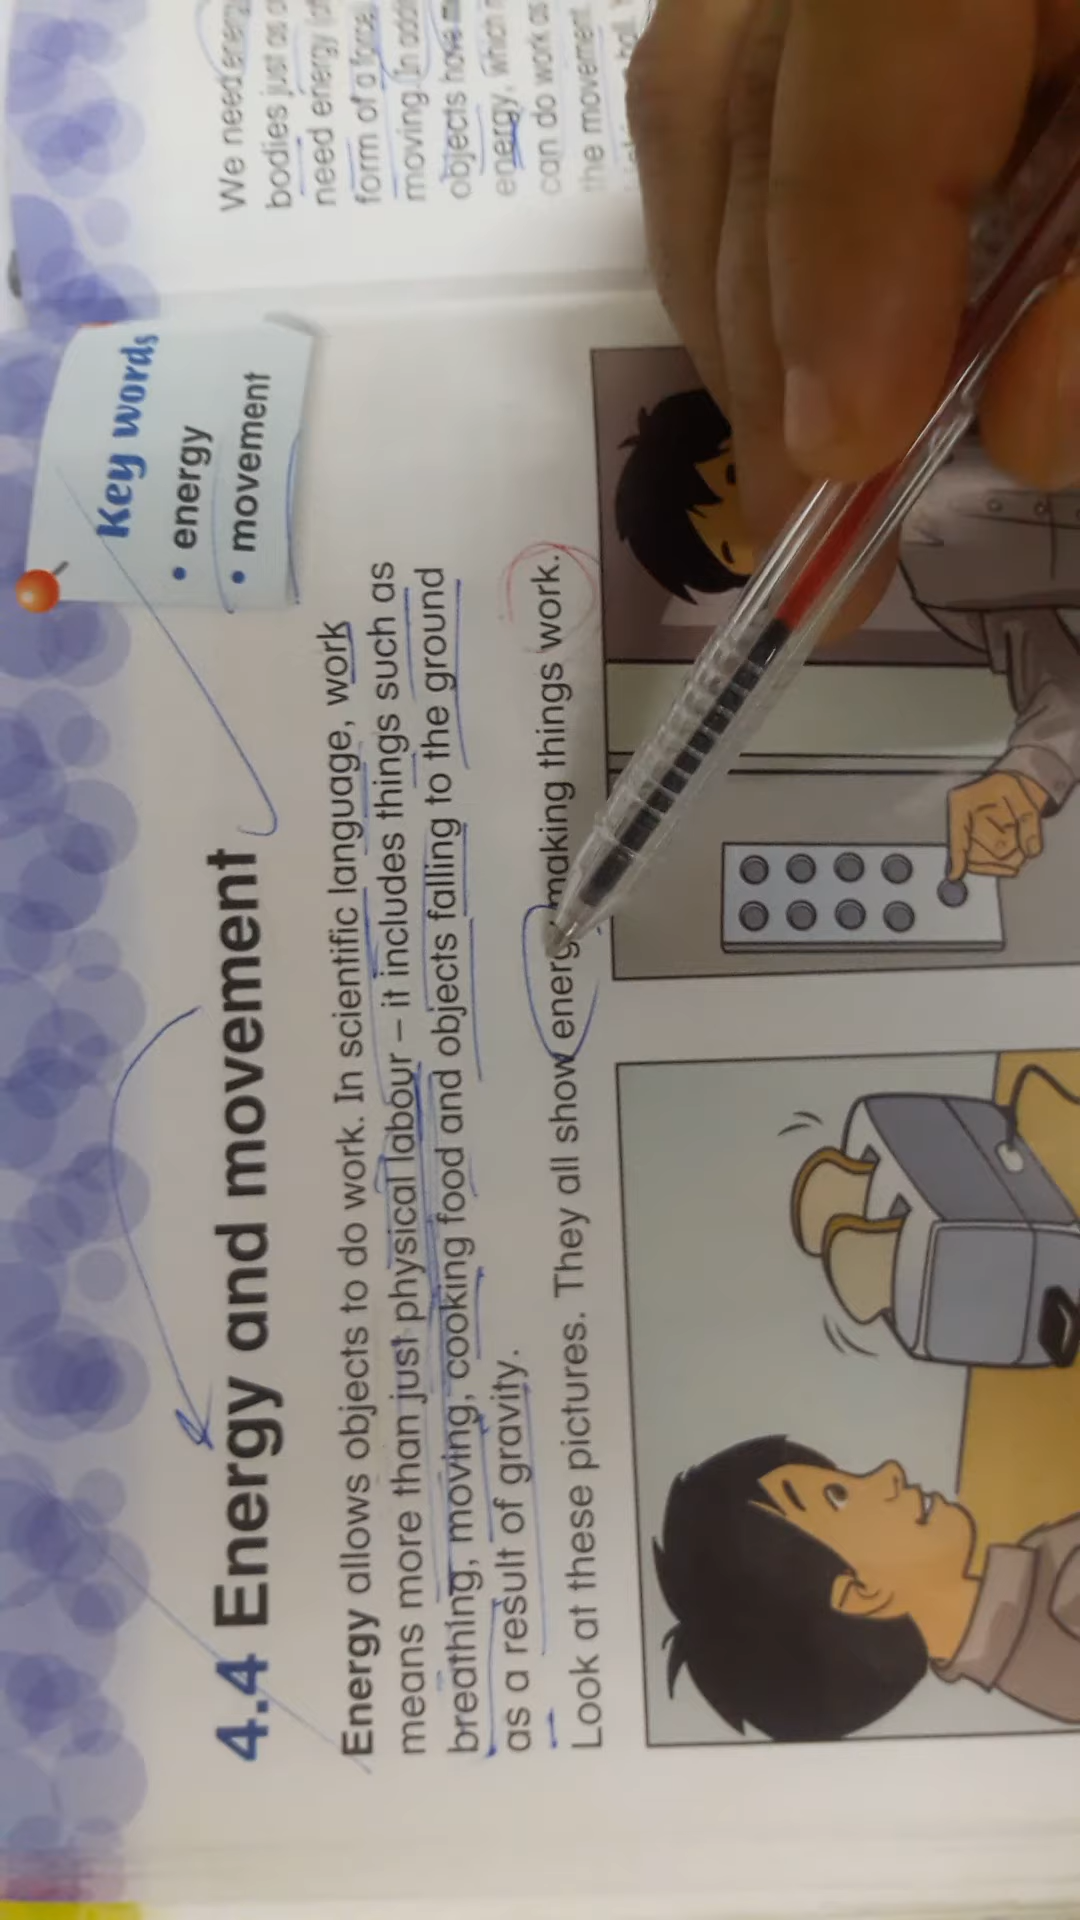 4.4 Energy and movement
Key words
• energy
• movement
Energy allows objects to do work. In scientific language, work
means more than just physical labour – it includes things such as
breathing, moving, cooking food and objects falling to the ground
as a result of gravity.
Look at these pictures. They all show energy making things work.
We need energy
bodies just as
need energy
form of a force.
moving. In
objects have
energy, which
can do work as
the movement.